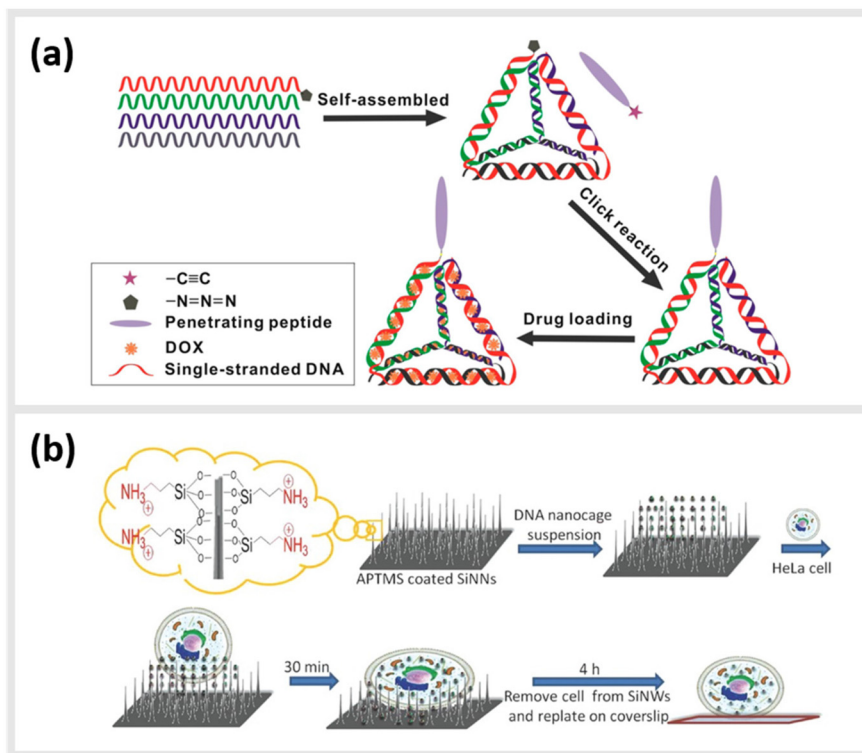 (a)
Self-assembled
Click reaction
–C≡C
–N=N=N
Penetrating peptide
DOX
Single-stranded DNA
Drug loading
(b)
NH3 Si O O Si NH3
⊕ O O ⊕
O O
NH3 Si O O Si NH3
⊕ O O ⊕
APTMS coated SiNNs
DNA nanocage
suspension
HeLa cell
30 min
4 h
Remove cell from SiNWs
and replate on coverslip